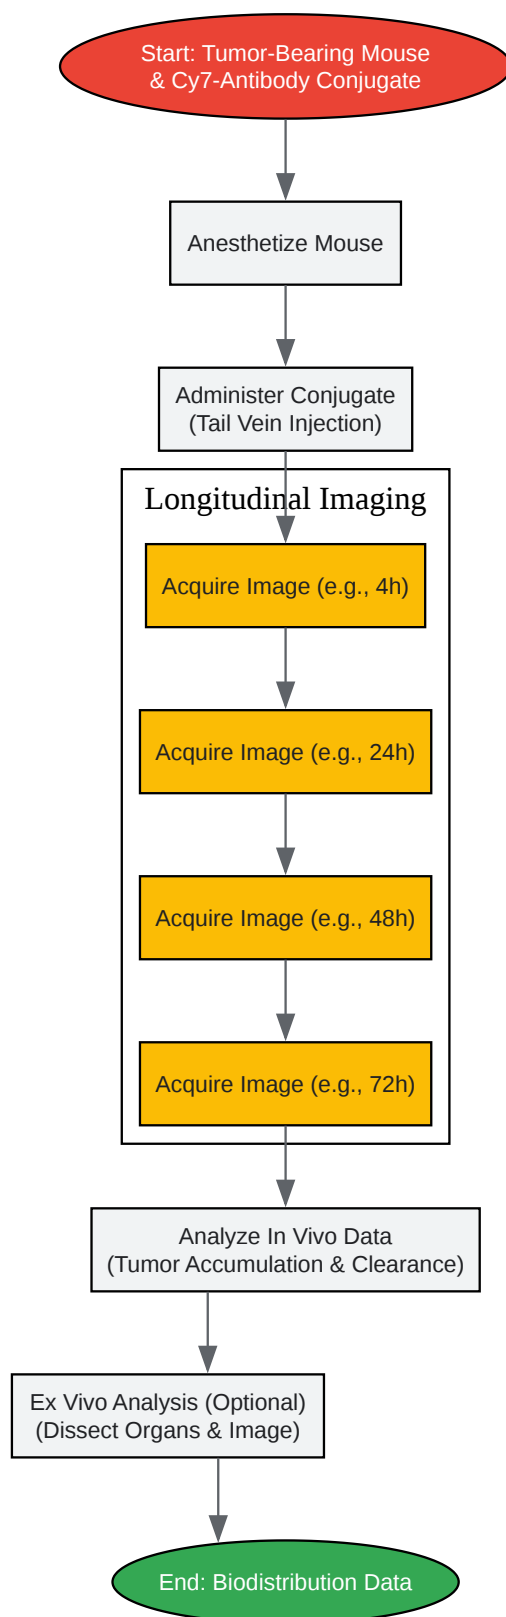 Start: Tumor-Bearing Mouse
& Cy7-Antibody Conjugate
Anesthetize Mouse
Administer Conjugate
(Tail Vein Injection)
Longitudinal Imaging
Acquire Image (e.g., 4h)
Acquire Image (e.g., 24h)
Acquire Image (e.g., 48h)
Acquire Image (e.g., 72h)
Analyze In Vivo Data
(Tumor Accumulation & Clearance)
Ex Vivo Analysis (Optional)
(Dissect Organs & Image)
End: Biodistribution Data